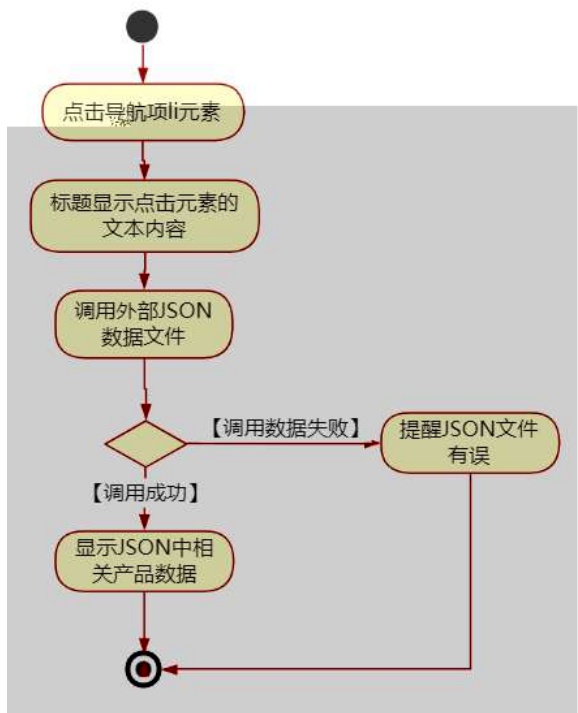 点击导航项li元素
标题显示点击元素的
文本内容
调用外部JSON
数据文件
【调用数据失败】
提醒JSON文件
有误
【调用成功】
显示JSON中相
关产品数据